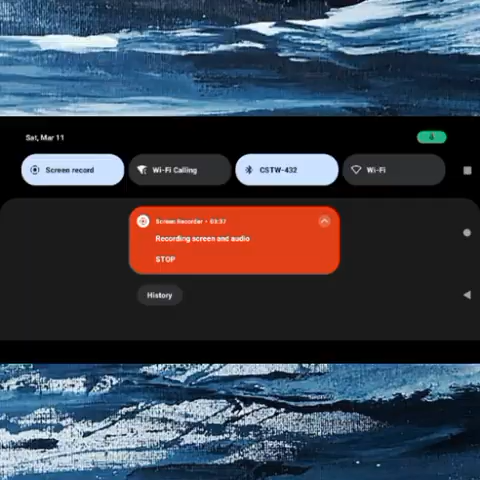 Sat, Mar 11
Screen record
Wi-Fi Calling
CSTW-432
Wi-Fi
Screen Recorder • 03:37
Recording screen and audio
STOP
History